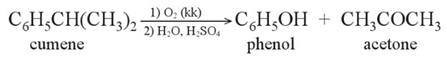 C₆H₅CH(CH₃)₂ 1) O₂ (kk) 2) H₂O, H₂SO₄ → C₆H₅OH + CH₃COCH₃
cumene phenol acetone